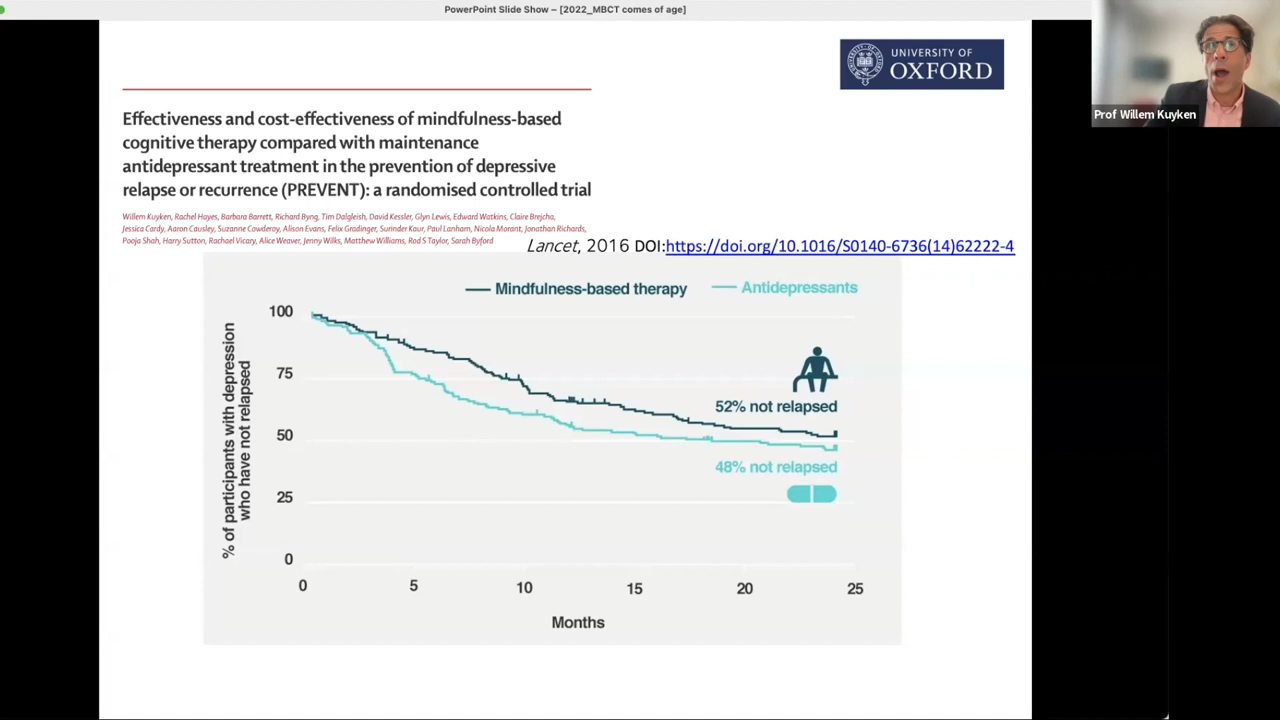 PowerPoint Slide Show – [2022_MBCT comes of age]
UNIVERSITY OF
OXFORD
Prof Willem Kuyken
Effectiveness and cost-effectiveness of mindfulness-based
cognitive therapy compared with maintenance
antidepressant treatment in the prevention of depressive
relapse or recurrence (PREVENT): a randomised controlled trial
Willem Kuyken, Rachel Hayes, Barbara Barrett, Richard Byng, Tim Dalgleish, David Kessler, Glyn Lewis, Edward Watkins, Claire Brejcha,
Jessica Cardy, Aaron Causley, Suzanne Cowderoy, Alison Evans, Felix Gradinger, Surinder Kaur, Paul Lanham, Nicola Morant, Jonathan Richards,
Pooja Shah, Harry Sutton, Rachael Vicary, Alice Weaver, Jenny Wilks, Matthew Williams, Rod S Taylor, Sarah Byford
Lancet, 2016 DOI:https://doi.org/10.1016/S0140-6736(14)62222-4
Mindfulness-based therapy
Antidepressants
% of participants with depression
who have not relapsed
100
75
50
25
0
52% not relapsed
48% not relapsed
0
5
10
15
20
25
Months